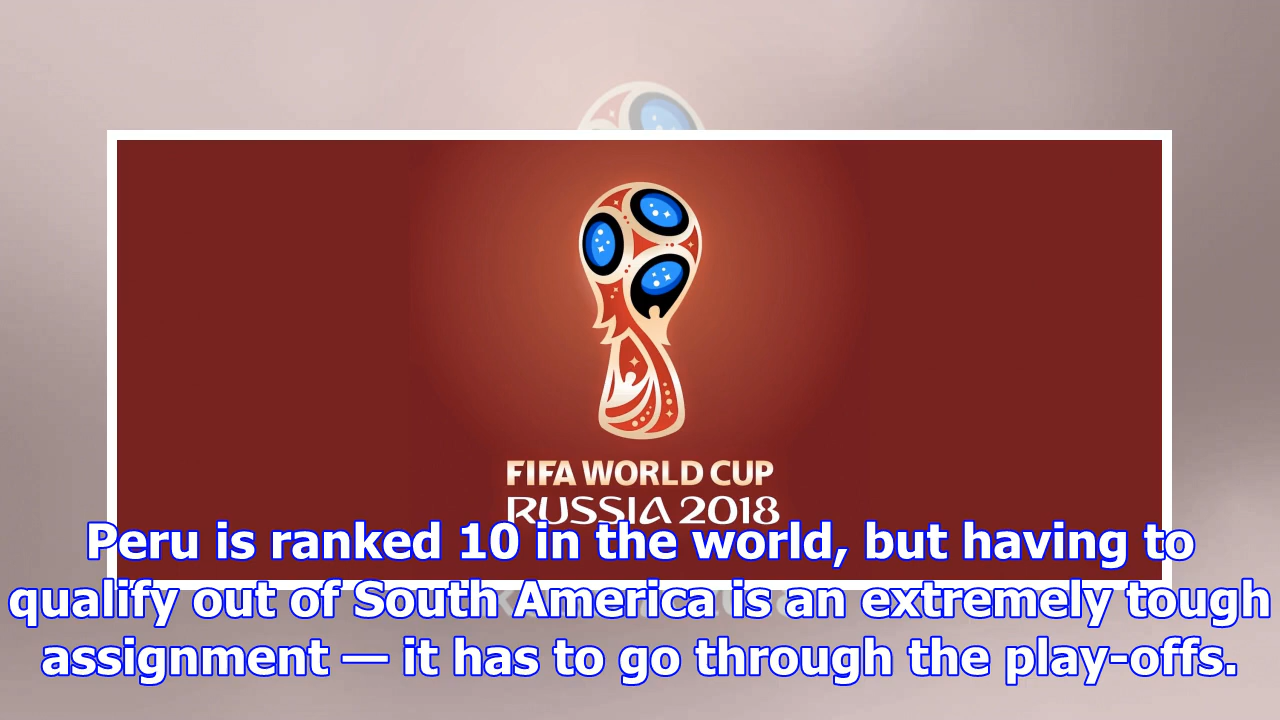 FIFA WORLD CUP
RUSSIA 2018
Peru is ranked 10 in the world, but having to
qualify out of South America is an extremely tough
assignment — it has to go through the play-offs.